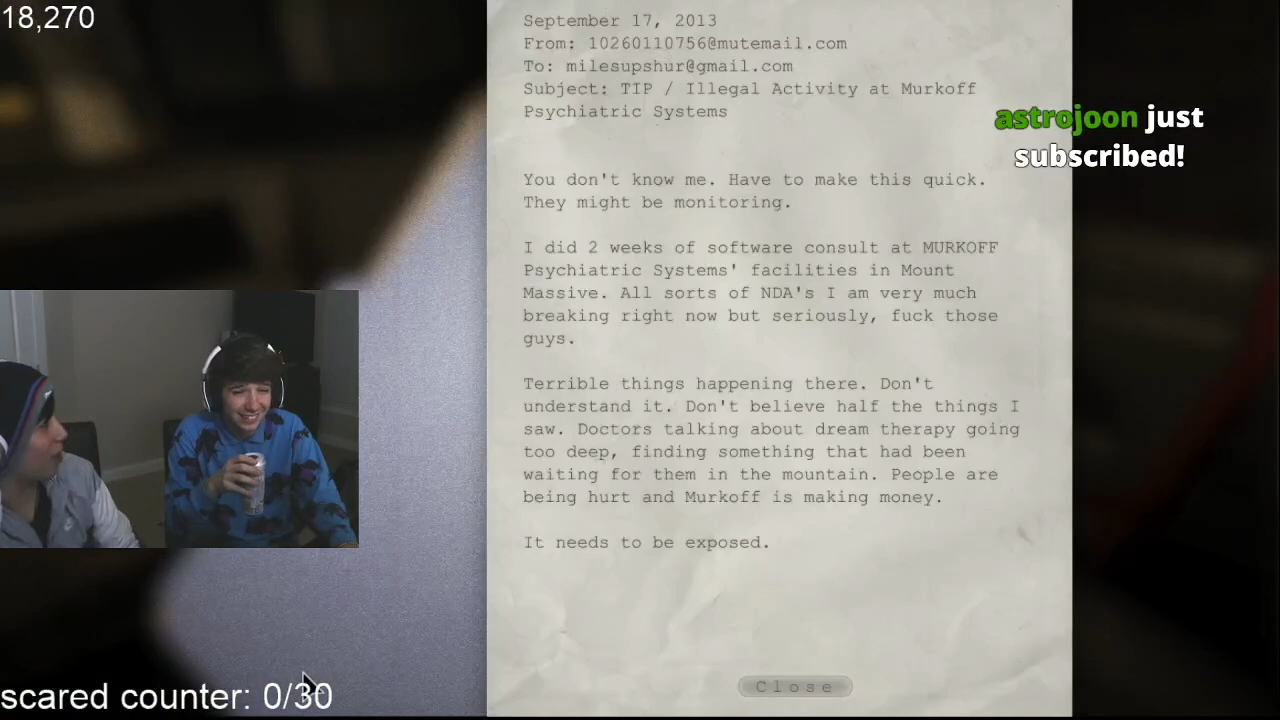 18,270
September 17, 2013
From: 10260110756@mutemail.com
To: milesupshur@gmail.com
Subject: TIP / Illegal Activity at Murkoff
Psychiatric Systems
astrojoon just
subscribed!
You don't know me. Have to make this quick.
They might be monitoring.
I did 2 weeks of software consult at MURKOFF
Psychiatric Systems' facilities in Mount
Massive. All sorts of NDA's I am very much
breaking right now but seriously, fuck those
guys.
Terrible things happening there. Don't
understand it. Don't believe half the things I
saw. Doctors talking about dream therapy going
too deep, finding something that had been
waiting for them in the mountain. People are
being hurt and Murkoff is making money.
It needs to be exposed.
Close
scared counter: 0/30